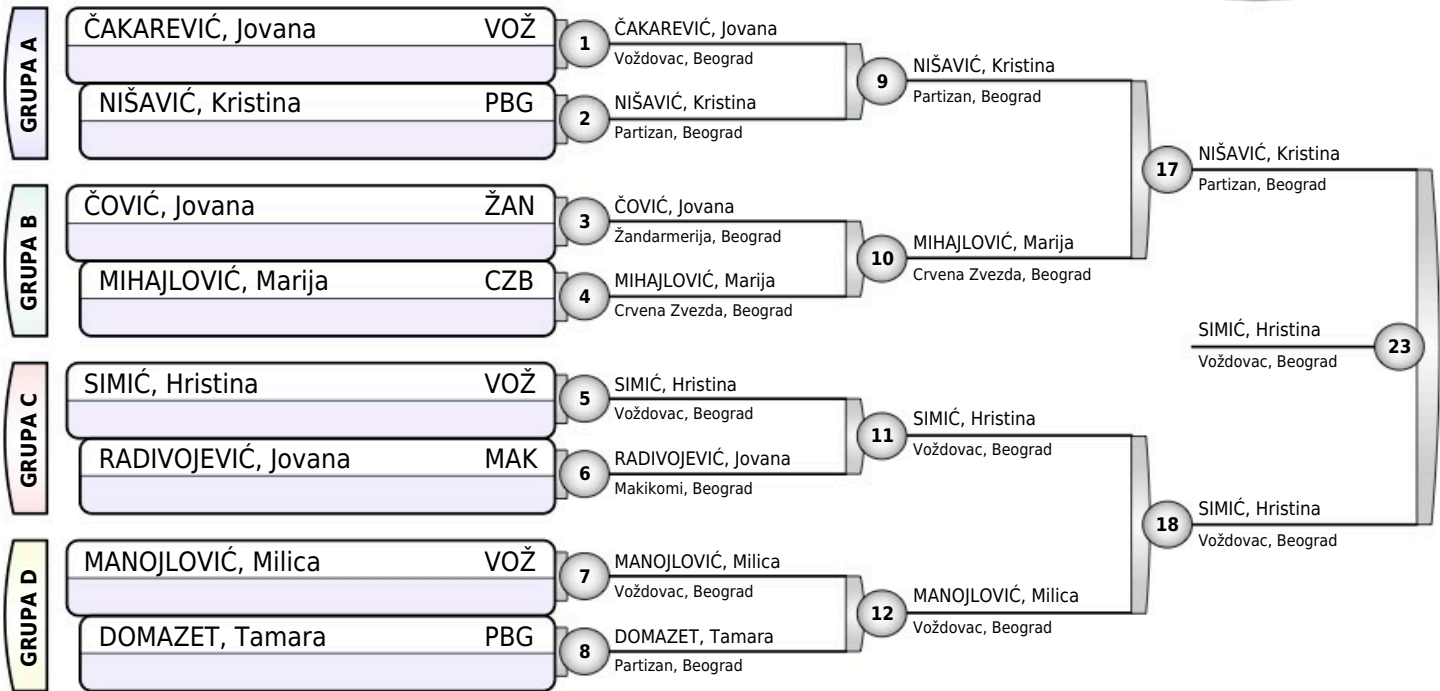 GRUPA A
ČAKAREVIĆ, Jovana VOŽ
NIŠAVIĆ, Kristina PBG
1
ČAKAREVIĆ, Jovana
Voždovac, Beograd
2
NIŠAVIĆ, Kristina
Partizan, Beograd
9
NIŠAVIĆ, Kristina
Partizan, Beograd
GRUPA B
ČOVIĆ, Jovana ŽAN
MIHAJLOVIĆ, Marija CZB
3
ČOVIĆ, Jovana
Žandarmerija, Beograd
4
MIHAJLOVIĆ, Marija
Crvena Zvezda, Beograd
10
MIHAJLOVIĆ, Marija
Crvena Zvezda, Beograd
17
NIŠAVIĆ, Kristina
Partizan, Beograd
GRUPA C
SIMIĆ, Hristina VOŽ
RADIVOJEVIĆ, Jovana MAK
5
SIMIĆ, Hristina
Voždovac, Beograd
6
RADIVOJEVIĆ, Jovana
Makikomi, Beograd
11
SIMIĆ, Hristina
Voždovac, Beograd
GRUPA D
MANOJLOVIĆ, Milica VOŽ
DOMAZET, Tamara PBG
7
MANOJLOVIĆ, Milica
Voždovac, Beograd
8
DOMAZET, Tamara
Partizan, Beograd
12
MANOJLOVIĆ, Milica
Voždovac, Beograd
18
SIMIĆ, Hristina
Voždovac, Beograd
SIMIĆ, Hristina
Voždovac, Beograd
23